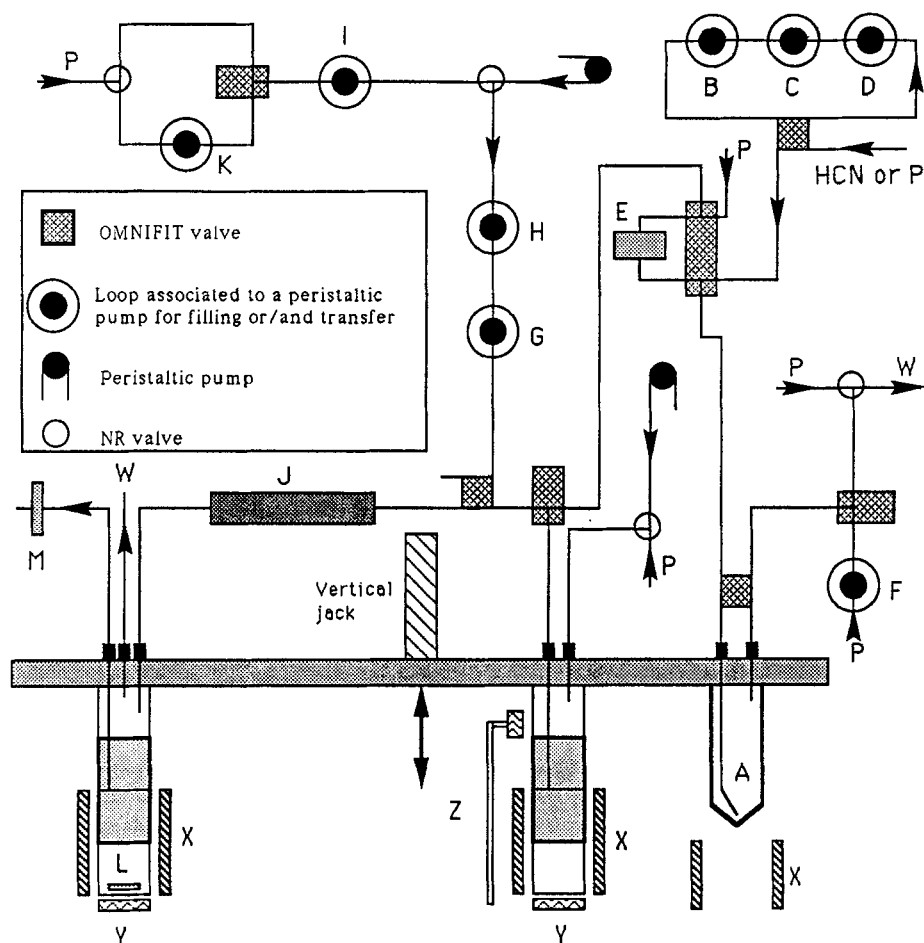 I
P
K
B
C
D
HCN or P
P
E
H
G
OMNIFIT valve
Loop associated to a peristaltic
pump for filling or/and transfer
Peristaltic pump
NR valve
P
W
W
J
M
P
F
P
Vertical
jack
A
Z
X
X
X
L
Y
Y